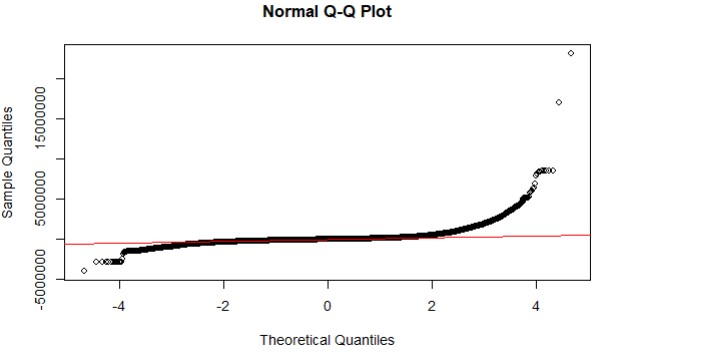 Normal Q-Q Plot
Sample Quantiles
15000000
5000000
-5000000
-4 -2 0 2 4
Theoretical Quantiles